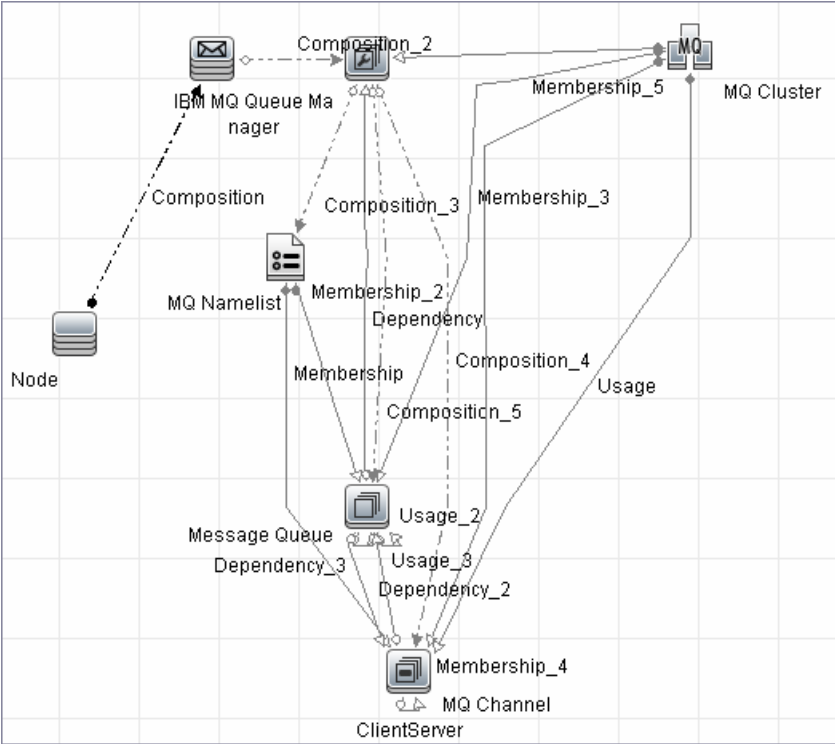 Composition_2
MQ
Membership_5
MQ Cluster
IBM MQ Queue Ma
nager
Composition
Composition_3
Membership_3
MQ Namelist
Membership_2
Dependency
Node
Membership
Composition_4
Usage
Composition_5
Message Queue
Usage_2
Dependency_3
Usage_3
Dependency_2
Membership_4
MQ Channel
ClientServer